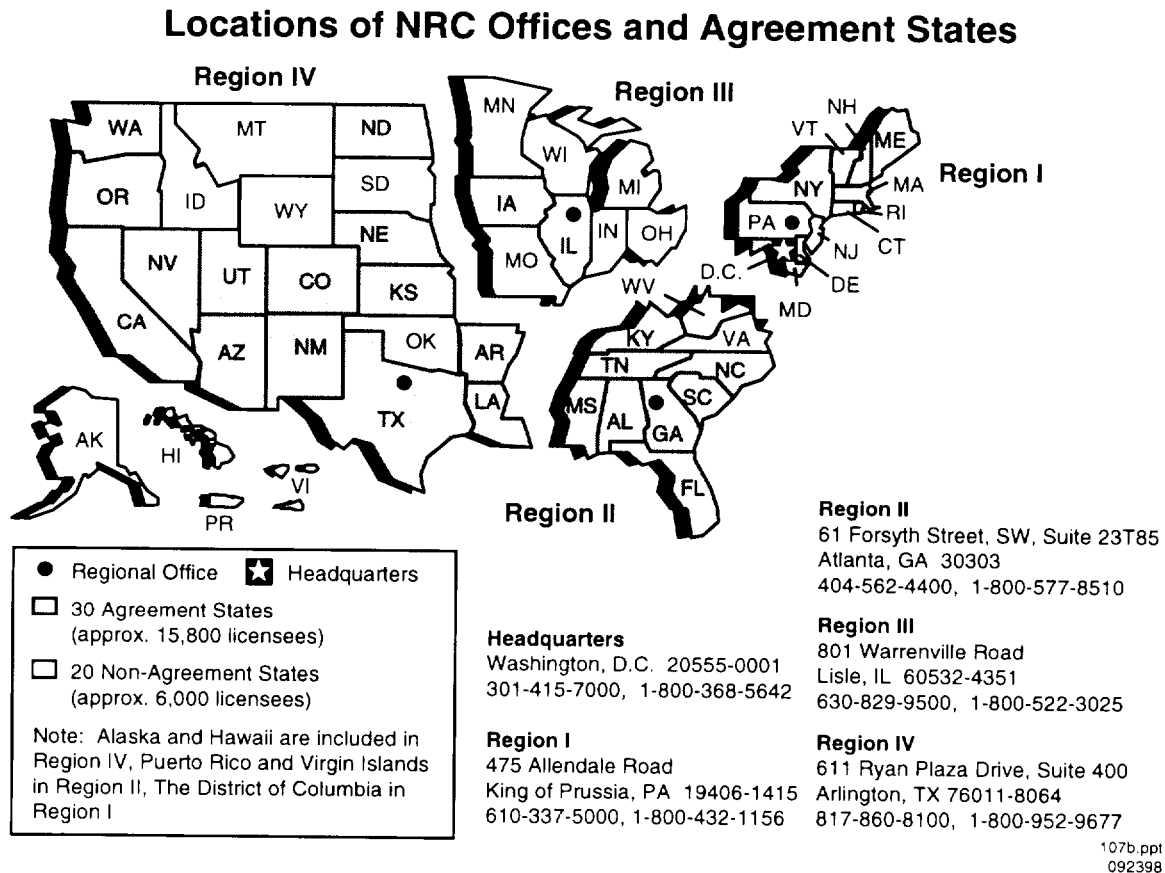 Locations of NRC Offices and Agreement States
Region IV
Region III
Region I
WA
MT
ND
OR
ID
SD
WY
NE
NV
UT
CO
KS
CA
AZ
NM
OK
AR
TX
LA
AK
HI
VI
PR
MN
WI
MI
IA
IL
IN
OH
MO
NH
VT
ME
NY
MA
RI
PA
NJ
CT
D.C.
DE
MD
WV
KY
VA
TN
NC
SC
MS
AL
GA
FL
Region II
Regional Office
Headquarters
30 Agreement States
(approx. 15,800 licensees)
20 Non-Agreement States
(approx. 6,000 licensees)
Note: Alaska and Hawaii are included in
Region IV, Puerto Rico and Virgin Islands
in Region II, The District of Columbia in
Region I
Headquarters
Washington, D.C. 20555-0001
301-415-7000, 1-800-368-5642
Region I
475 Allendale Road
King of Prussia, PA 19406-1415
610-337-5000, 1-800-432-1156
Region II
61 Forsyth Street, SW, Suite 23T85
Atlanta, GA 30303
404-562-4400, 1-800-577-8510
Region III
801 Warrenville Road
Lisle, IL 60532-4351
630-829-9500, 1-800-522-3025
Region IV
611 Ryan Plaza Drive, Suite 400
Arlington, TX 76011-8064
817-860-8100, 1-800-952-9677
107b.ppt
092398